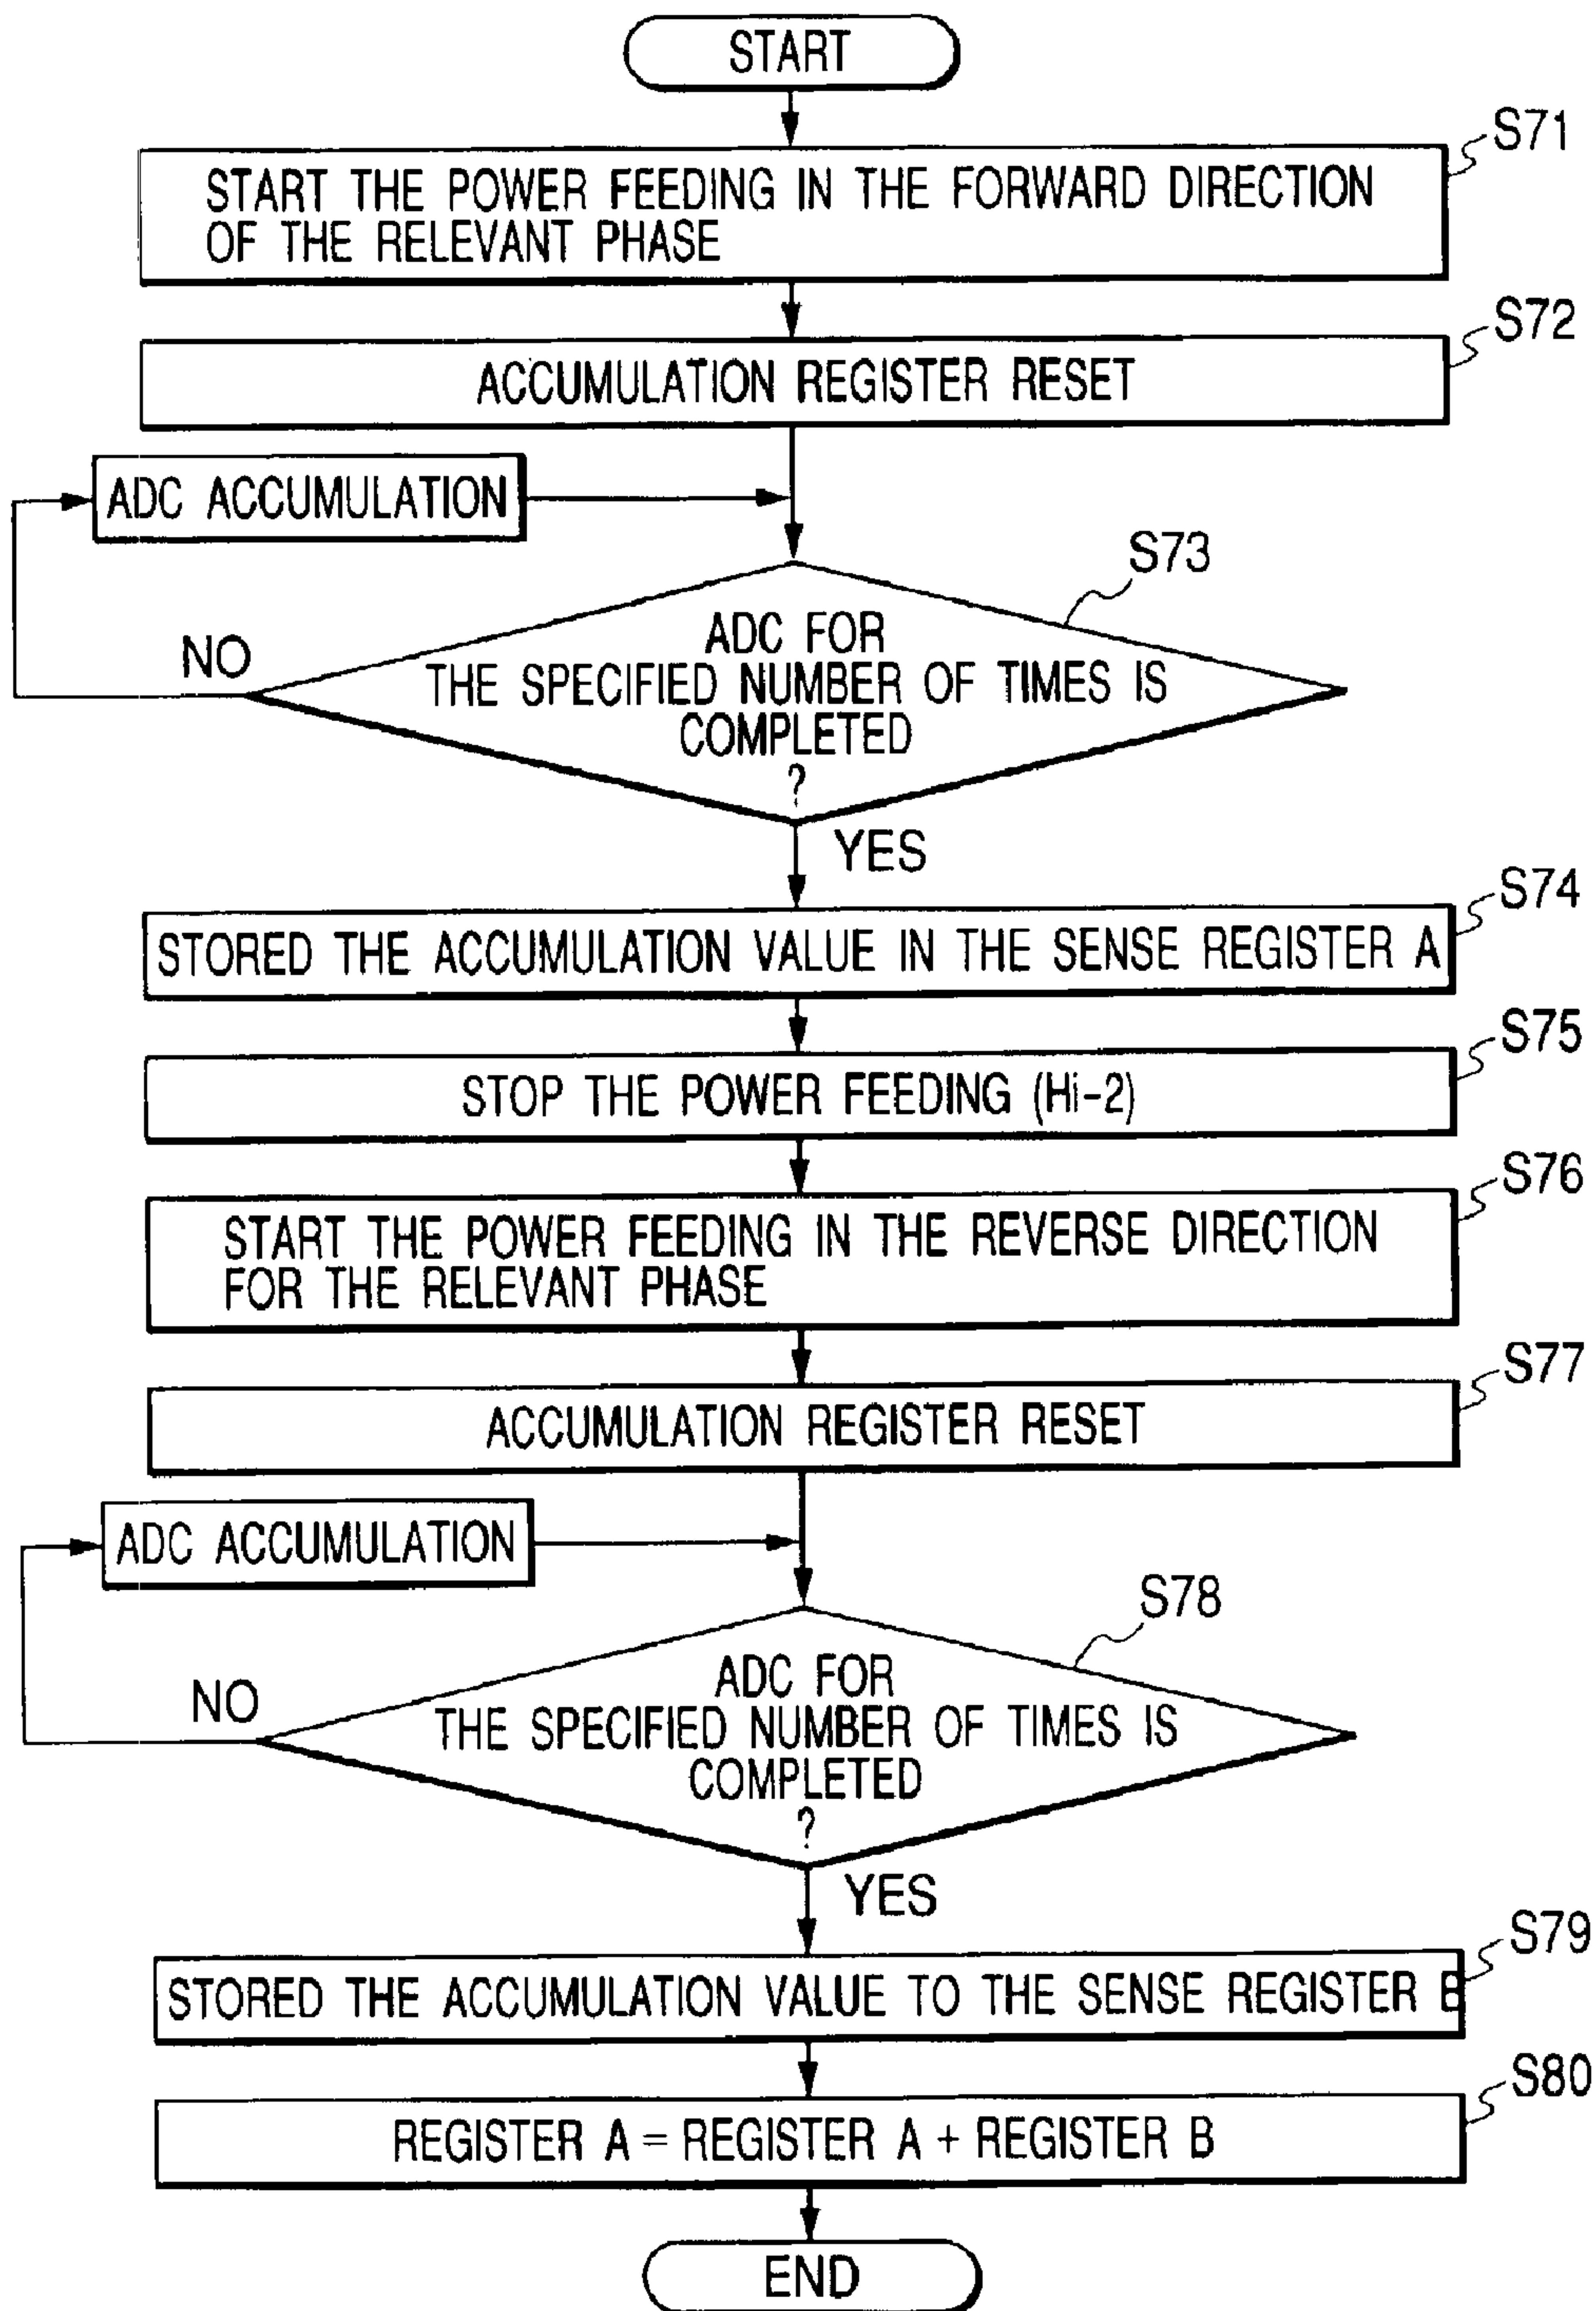 START
S71
START THE POWER FEEDING IN THE FORWARD DIRECTION
OF THE RELEVANT PHASE
S72
ACCUMULATION REGISTER RESET
ADC ACCUMULATION
S73
ADC FOR
THE SPECIFIED NUMBER OF TIMES IS
COMPLETED
?
NO
YES
S74
STORED THE ACCUMULATION VALUE IN THE SENSE REGISTER A
S75
STOP THE POWER FEEDING (Hi-2)
S76
START THE POWER FEEDING IN THE REVERSE DIRECTION
FOR THE RELEVANT PHASE
S77
ACCUMULATION REGISTER RESET
ADC ACCUMULATION
S78
ADC FOR
THE SPECIFIED NUMBER OF TIMES IS
COMPLETED
?
NO
YES
S79
STORED THE ACCUMULATION VALUE TO THE SENSE REGISTER B
S80
REGISTER A = REGISTER A + REGISTER B
END